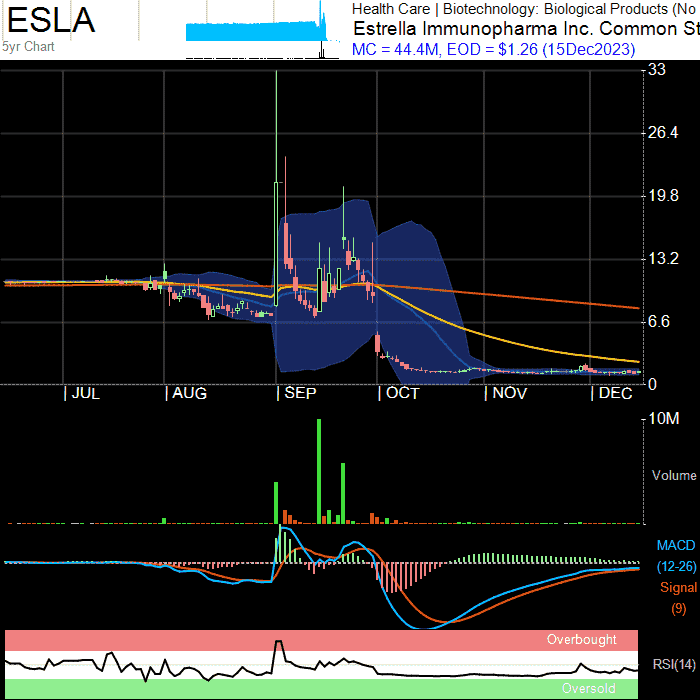 ESLA
5yr Chart
Health Care | Biotechnology: Biological Products (No
Estrella Immunopharma Inc. Common St
MC = 44.4M, EOD = $1.26 (15Dec2023)
33
26.4
19.8
13.2
6.6
0
| JUL | AUG | SEP | OCT | NOV | DEC
10M
Volume
MACD
(12-26)
Signal
(9)
Overbought
RSI(14)
Oversold